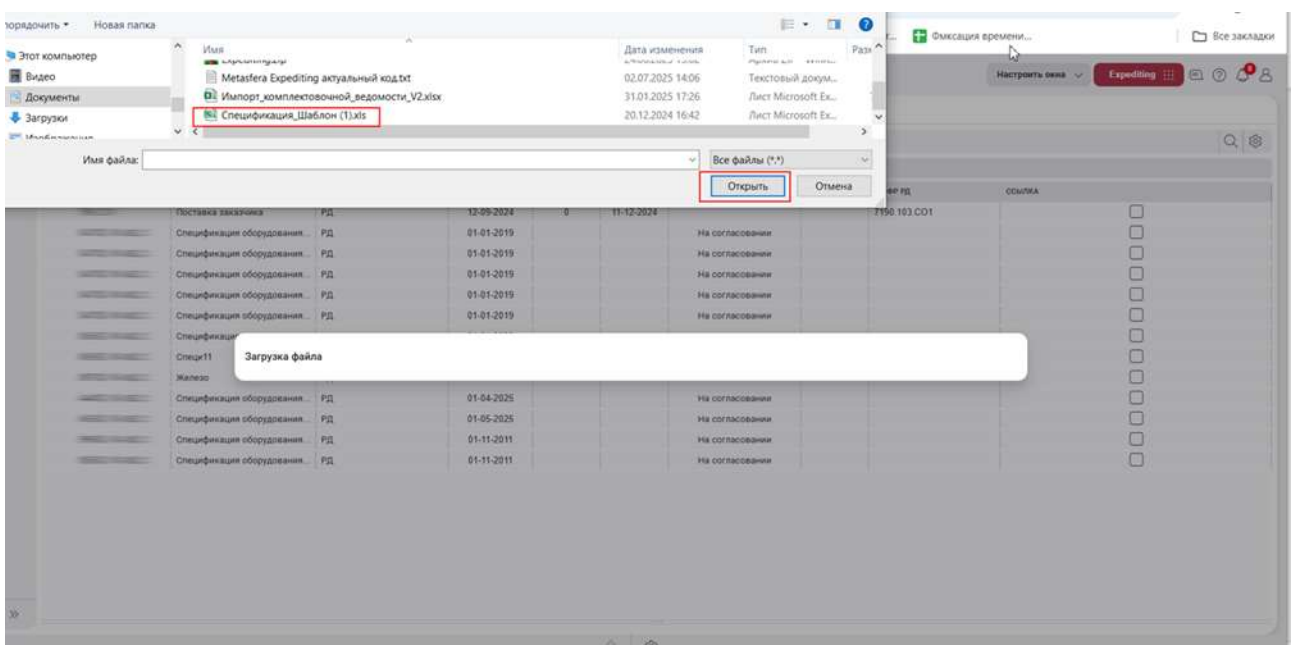 порядочить
Новая папка
Этот компьютер
Видео
Документы
Загрузки
Изображения
Имя
Дата изменения
Тип
Metasfera Expediting актуальный код.txt
02.07.2025 14:06
Текстовый докум...
Импорт_комплектовочной_ведомости_V2.xlsx
31.01.2025 17:26
Лист Microsoft Ex...
Спецификация_Шаблон (1).xls
20.12.2024 16:42
Лист Microsoft Ex...
Имя файла:
Все файлы (*.*)
Открыть
Отмена
Фиксация времени...
Все закладки
Настроить окна
Expediting
ссылка
Поставка заказчика РД 12-09-2024 0 11-12-2024 7190.103.СО1
Спецификация оборудования... РД 01-01-2019 На согласовании
Спецификация оборудования... РД 01-01-2019 На согласовании
Спецификация оборудования... РД 01-01-2019 На согласовании
Спецификация оборудования... РД 01-01-2019 На согласовании
Спецификация оборудования... РД 01-01-2019 На согласовании
Специ11
Загрузка файла
Железо
Спецификация оборудования... РД 01-04-2025 На согласовании
Спецификация оборудования... РД 01-05-2025 На согласовании
Спецификация оборудования... РД 01-11-2011 На согласовании
Спецификация оборудования... РД 01-11-2011 На согласовании